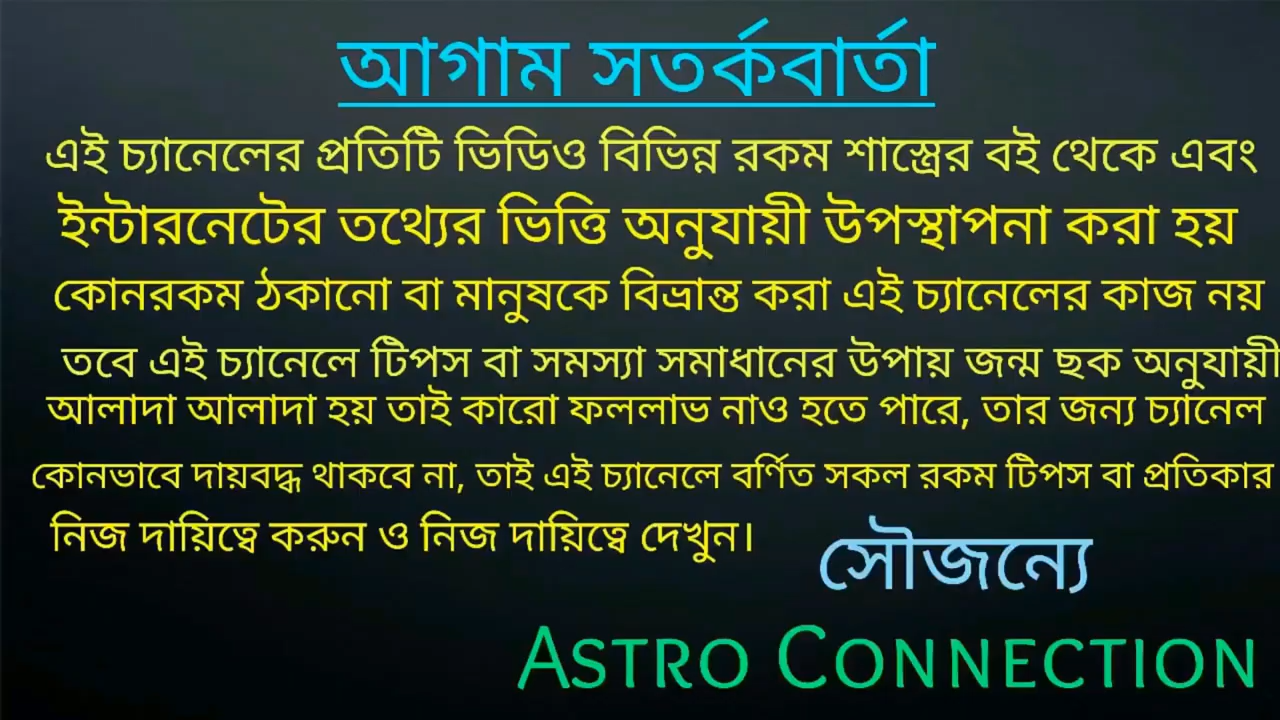 আগাম সতর্কবার্তা
এই চ্যানেলের প্রতিটি ভিডিও বিভিন্ন রকম শাস্ত্রের বই থেকে এবং
ইন্টারনেটের তথ্যের ভিত্তি অনুযায়ী উপস্থাপনা করা হয়
কোনরকম ঠকানো বা মানুষকে বিভ্রান্ত করা এই চ্যানেলের কাজ নয়
তবে এই চ্যানেলে টিপস বা সমস্যা সমাধানের উপায় জন্ম ছক অনুযায়ী
আলাদা আলাদা হয় তাই কারো ফললাভ নাও হতে পারে, তার জন্য চ্যানেল
কোনভাবে দায়বদ্ধ থাকবে না, তাই এই চ্যানেলে বর্ণিত সকল রকম টিপস বা প্রতিকার
নিজ দায়িত্বে করুন ও নিজ দায়িত্বে দেখুন।
সৌজন্যে
ASTRO CONNECTION